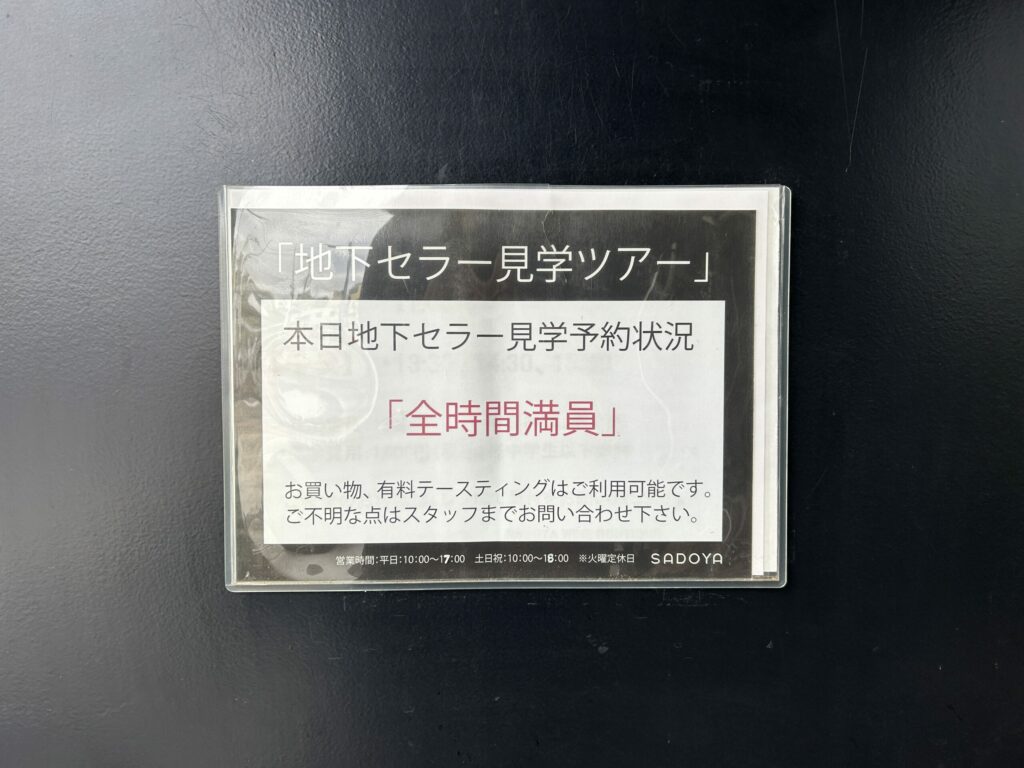 「地下セラー見学ツアー」
本日地下セラー見学予約状況
「全時間満員」
お買い物、有料テースティングはご利用可能です。
ご不明な点はスタッフまでお問い合わせ下さい。
営業時間：平日：10：00～17：00　土日祝：10：00～16：00　※火曜定休日　SADOYA